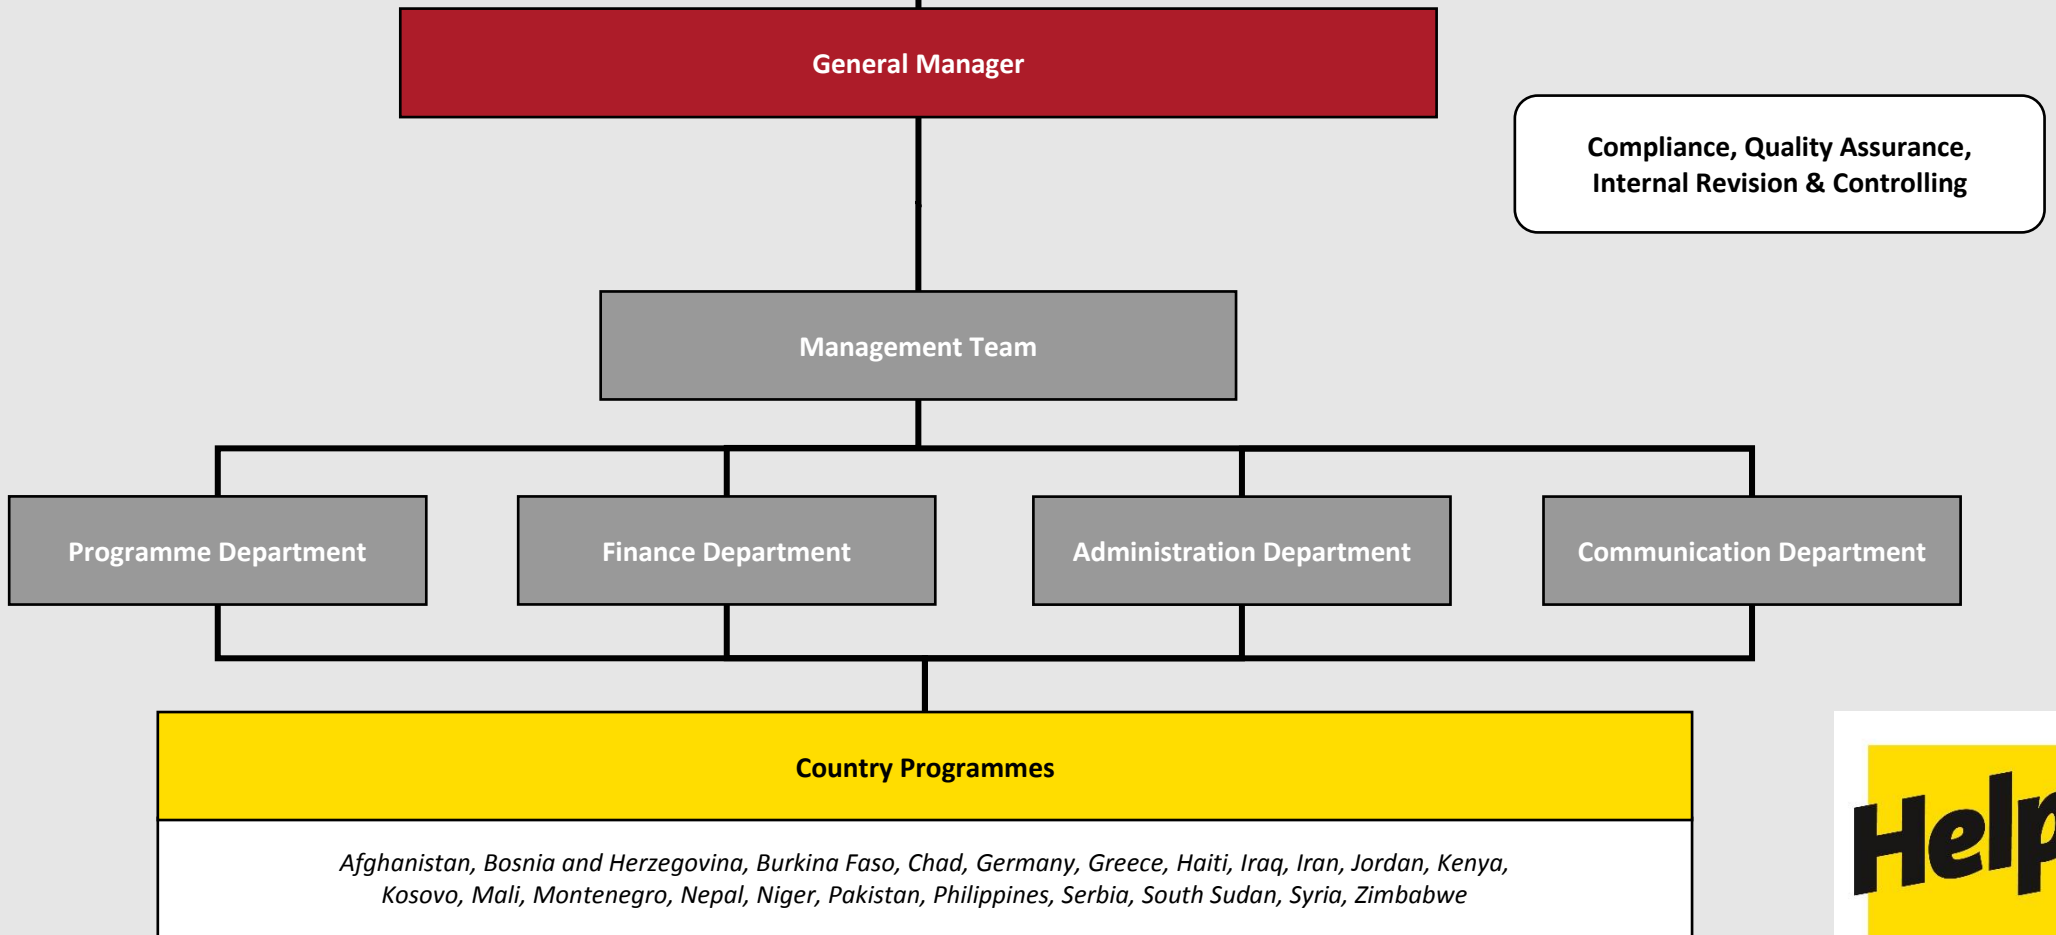 General Manager
Compliance, Quality Assurance,
Internal Revision & Controlling
Management Team
Programme Department
Finance Department
Administration Department
Communication Department
Country Programmes
Afghanistan, Bosnia and Herzegovina, Burkina Faso, Chad, Germany, Greece, Haiti, Iraq, Iran, Jordan, Kenya,
Kosovo, Mali, Montenegro, Nepal, Niger, Pakistan, Philippines, Serbia, South Sudan, Syria, Zimbabwe
Help